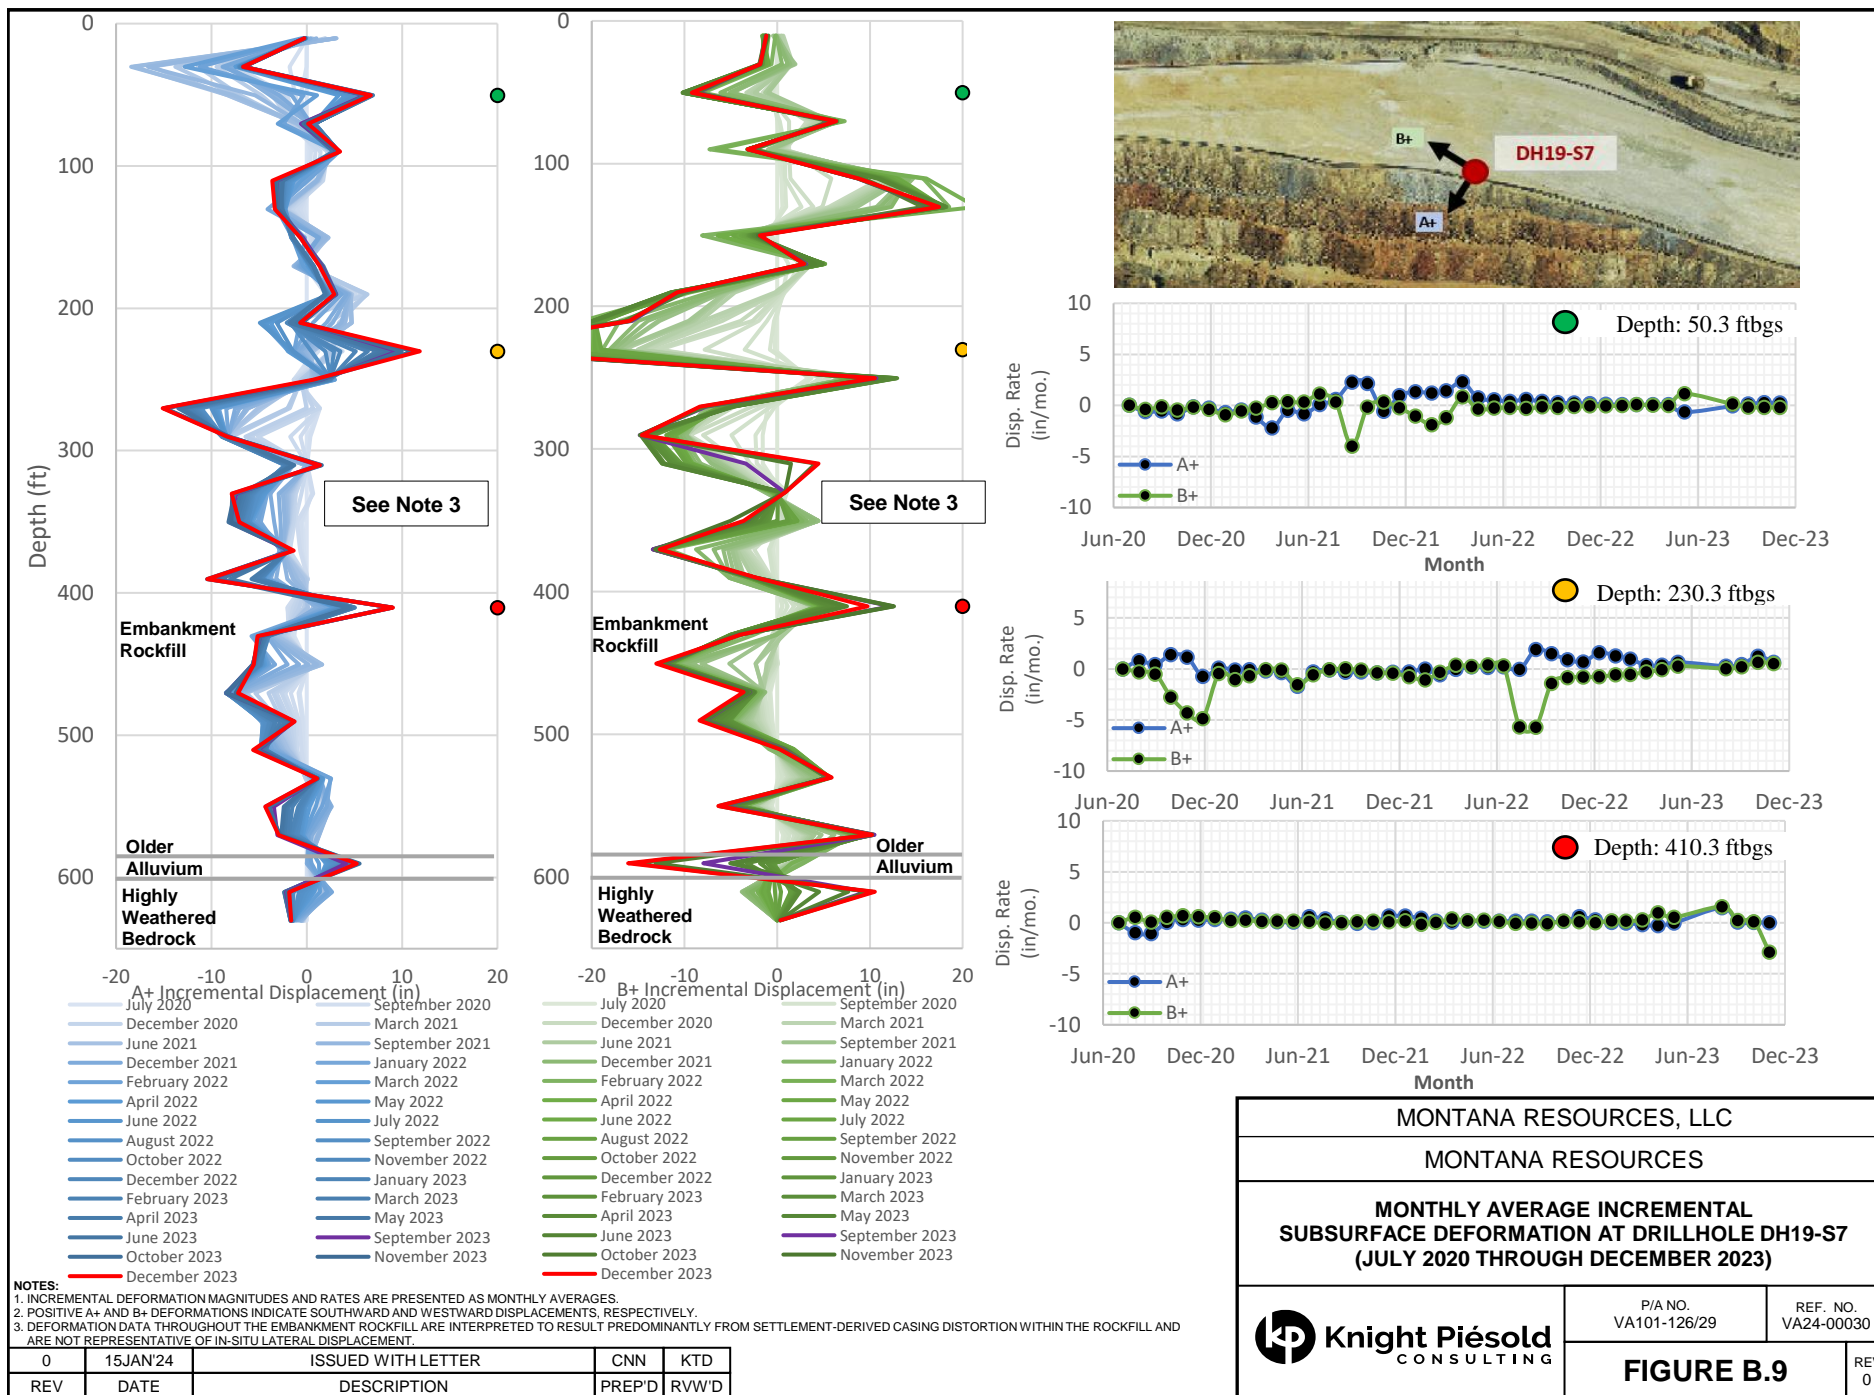 0
100
200
300
400
500
600
Depth (ft)
-20
-10
0
10
20
A+ Incremental Displacement (in)
See Note 3
Embankment
Rockfill
Older
Alluvium
Highly
Weathered
Bedrock
0
100
200
300
400
500
600
-20
-10
0
10
20
B+ Incremental Displacement (in)
See Note 3
Embankment
Rockfill
Older
Alluvium
Highly
Weathered
Bedrock
July 2020
September 2020
December 2020
March 2021
June 2021
September 2021
December 2021
January 2022
February 2022
March 2022
April 2022
May 2022
June 2022
July 2022
August 2022
September 2022
October 2022
November 2022
December 2022
January 2023
February 2023
March 2023
April 2023
May 2023
June 2023
September 2023
October 2023
November 2023
December 2023
July 2020
September 2020
December 2020
March 2021
June 2021
September 2021
December 2021
January 2022
February 2022
March 2022
April 2022
May 2022
June 2022
July 2022
August 2022
September 2022
October 2022
November 2022
December 2022
January 2023
February 2023
March 2023
April 2023
May 2023
June 2023
September 2023
October 2023
November 2023
December 2023
B+
DH19-S7
A+
Depth: 50.3 ftbgs
10
5
0
-5
-10
Disp. Rate
(in/mo.)
A+
B+
Jun-20
Dec-20
Jun-21
Dec-21
Jun-22
Dec-22
Jun-23
Dec-23
Month
Depth: 230.3 ftbgs
5
0
-5
-10
Disp. Rate
(in/mo.)
A+
B+
Jun-20
Dec-20
Jun-21
Dec-21
Jun-22
Dec-22
Jun-23
Dec-23
Depth: 410.3 ftbgs
10
5
0
-5
-10
Disp. Rate
(in/mo.)
A+
B+
Jun-20
Dec-20
Jun-21
Dec-21
Jun-22
Dec-22
Jun-23
Dec-23
Month
NOTES:
1. INCREMENTAL DEFORMATION MAGNITUDES AND RATES ARE PRESENTED AS MONTHLY AVERAGES.
2. POSITIVE A+ AND B+ DEFORMATIONS INDICATE SOUTHWARD AND WESTWARD DISPLACEMENTS, RESPECTIVELY.
3. DEFORMATION DATA THROUGHOUT THE EMBANKMENT ROCKFILL ARE INTERPRETED TO RESULT PREDOMINANTLY FROM SETTLEMENT-DERIVED CASING DISTORTION WITHIN THE ROCKFILL AND
ARE NOT REPRESENTATIVE OF IN-SITU LATERAL DISPLACEMENT.
0 15JAN'24 ISSUED WITH LETTER CNN KTD
REV DATE DESCRIPTION PREP'D RVW'D
MONTANA RESOURCES, LLC
MONTANA RESOURCES
MONTHLY AVERAGE INCREMENTAL
SUBSURFACE DEFORMATION AT DRILLHOLE DH19-S7
(JULY 2020 THROUGH DECEMBER 2023)
kp Knight Piésold
CONSULTING
P/A NO.
VA101-126/29
REF. NO.
VA24-00030
FIGURE B.9
RE
0